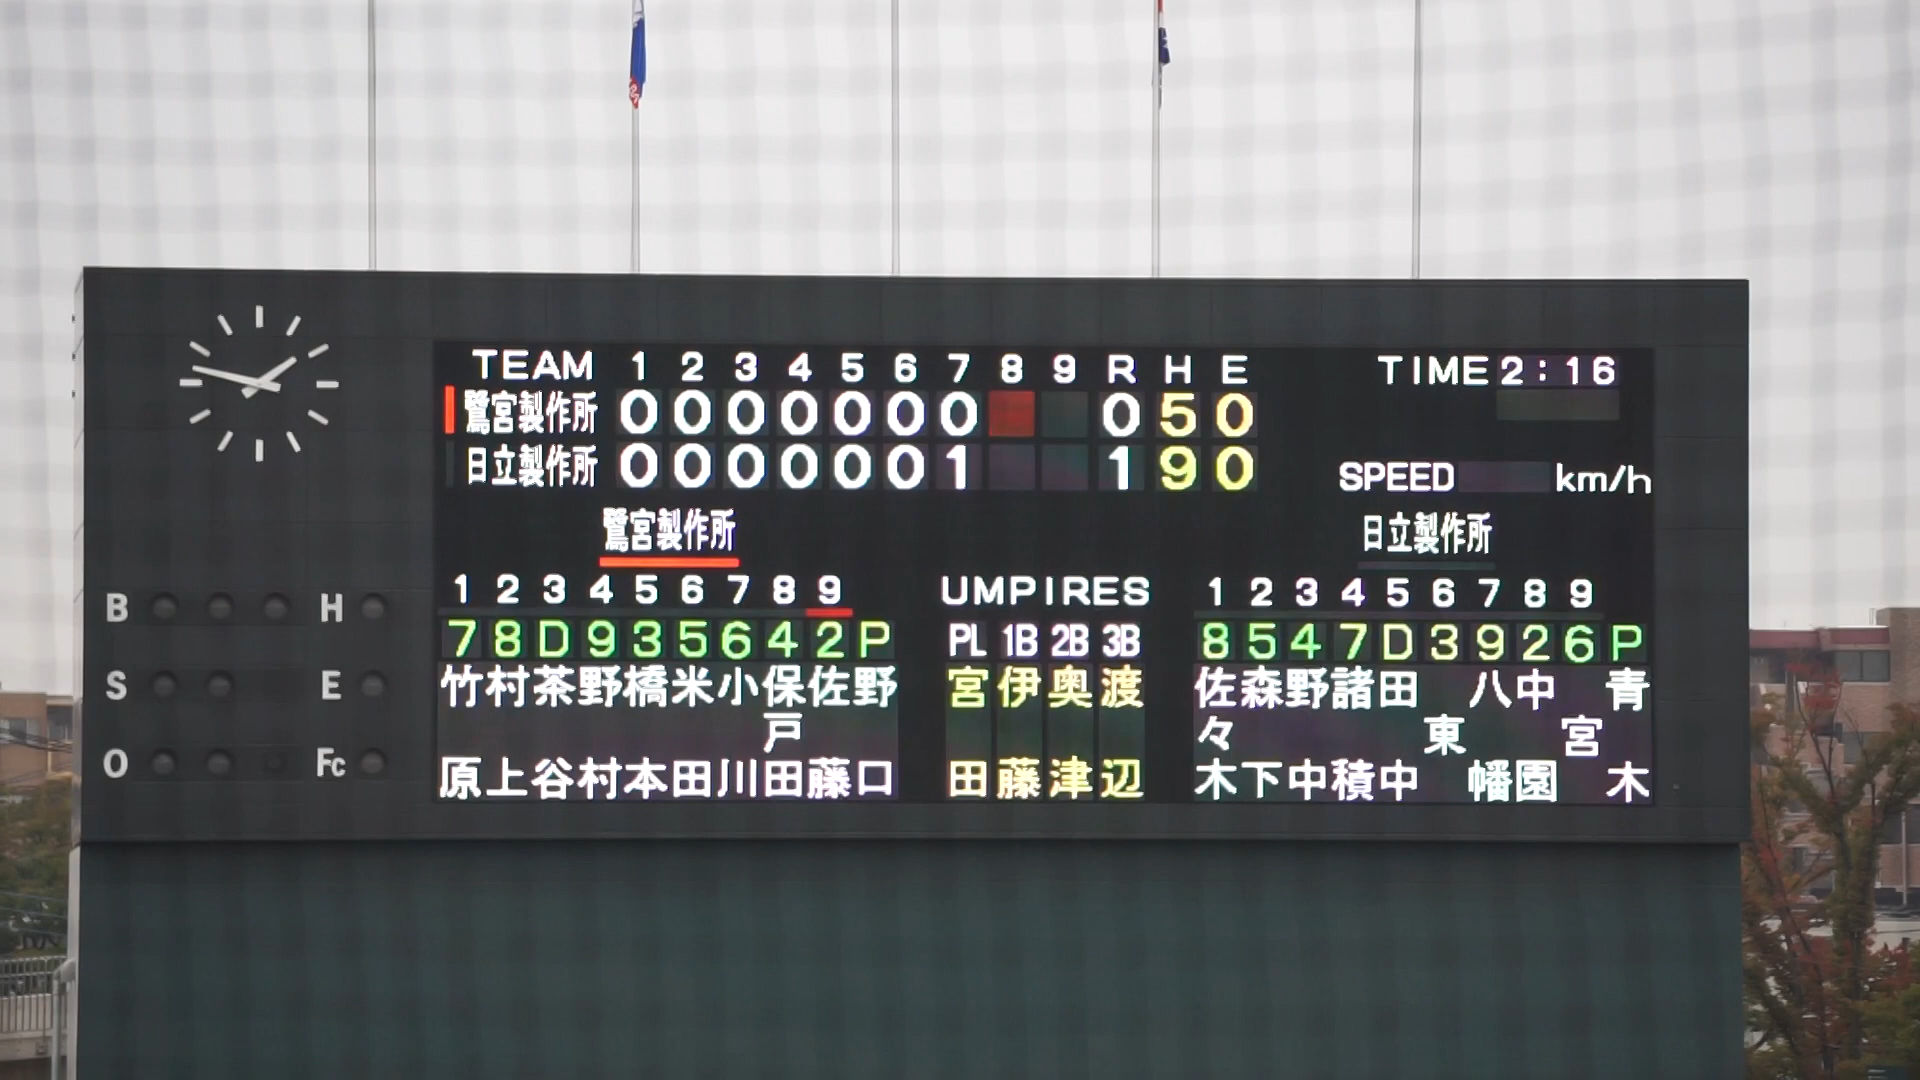 TEAM 1 2 3 4 5 6 7 8 9 R H E TIME 2:16
鷺宮製作所 0 0 0 0 0 0 0 0 5 0
日立製作所 0 0 0 0 0 0 1 1 9 0 SPEED km/h
鷺宮製作所 日立製作所
1 2 3 4 5 6 7 8 9 UMPIRES 1 2 3 4 5 6 7 8 9
B H 7 8 D 9 3 5 6 4 2 P PL 1B 2B 3B 8 5 4 7 D 3 9 2 6 P
S E 竹村茶野橋米小保佐野 宮伊奥渡 佐森野諸田 八中 青
戸 々 東 宮
O Fc 原上谷村本田川田藤口 田藤津辺 木下中積中 幡園 木